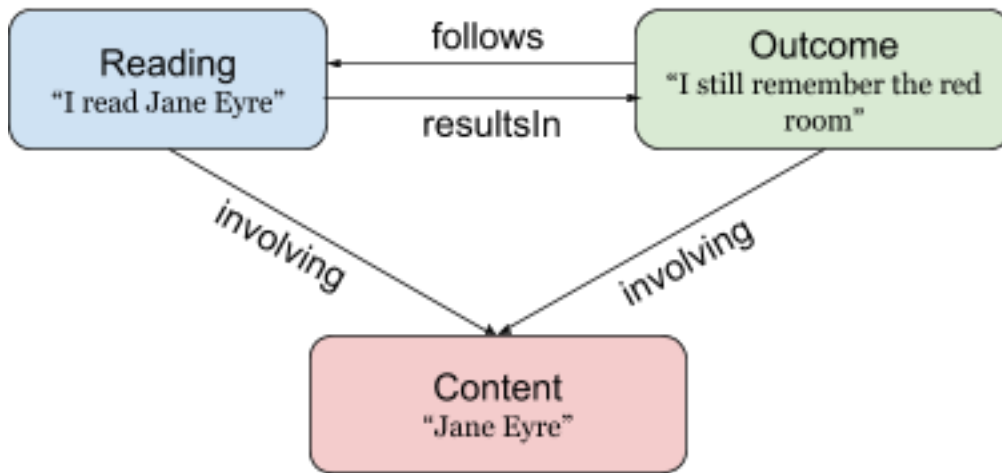 Reading
“I read Jane Eyre”
follows
resultsIn
Outcome
“I still remember the red
room”
involving
involving
Content
“Jane Eyre”